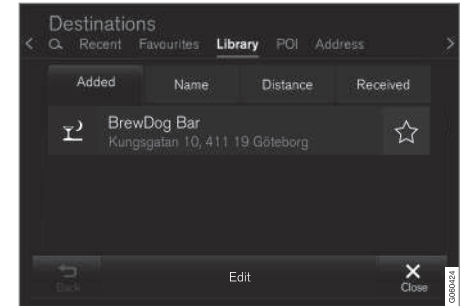 Destinations
Recent Favourites Library POI Address
Added Name Distance Received
BrewDog Bar
Kungsgatan 10, 411 19 Göteborg
Back Edit Close
G060424